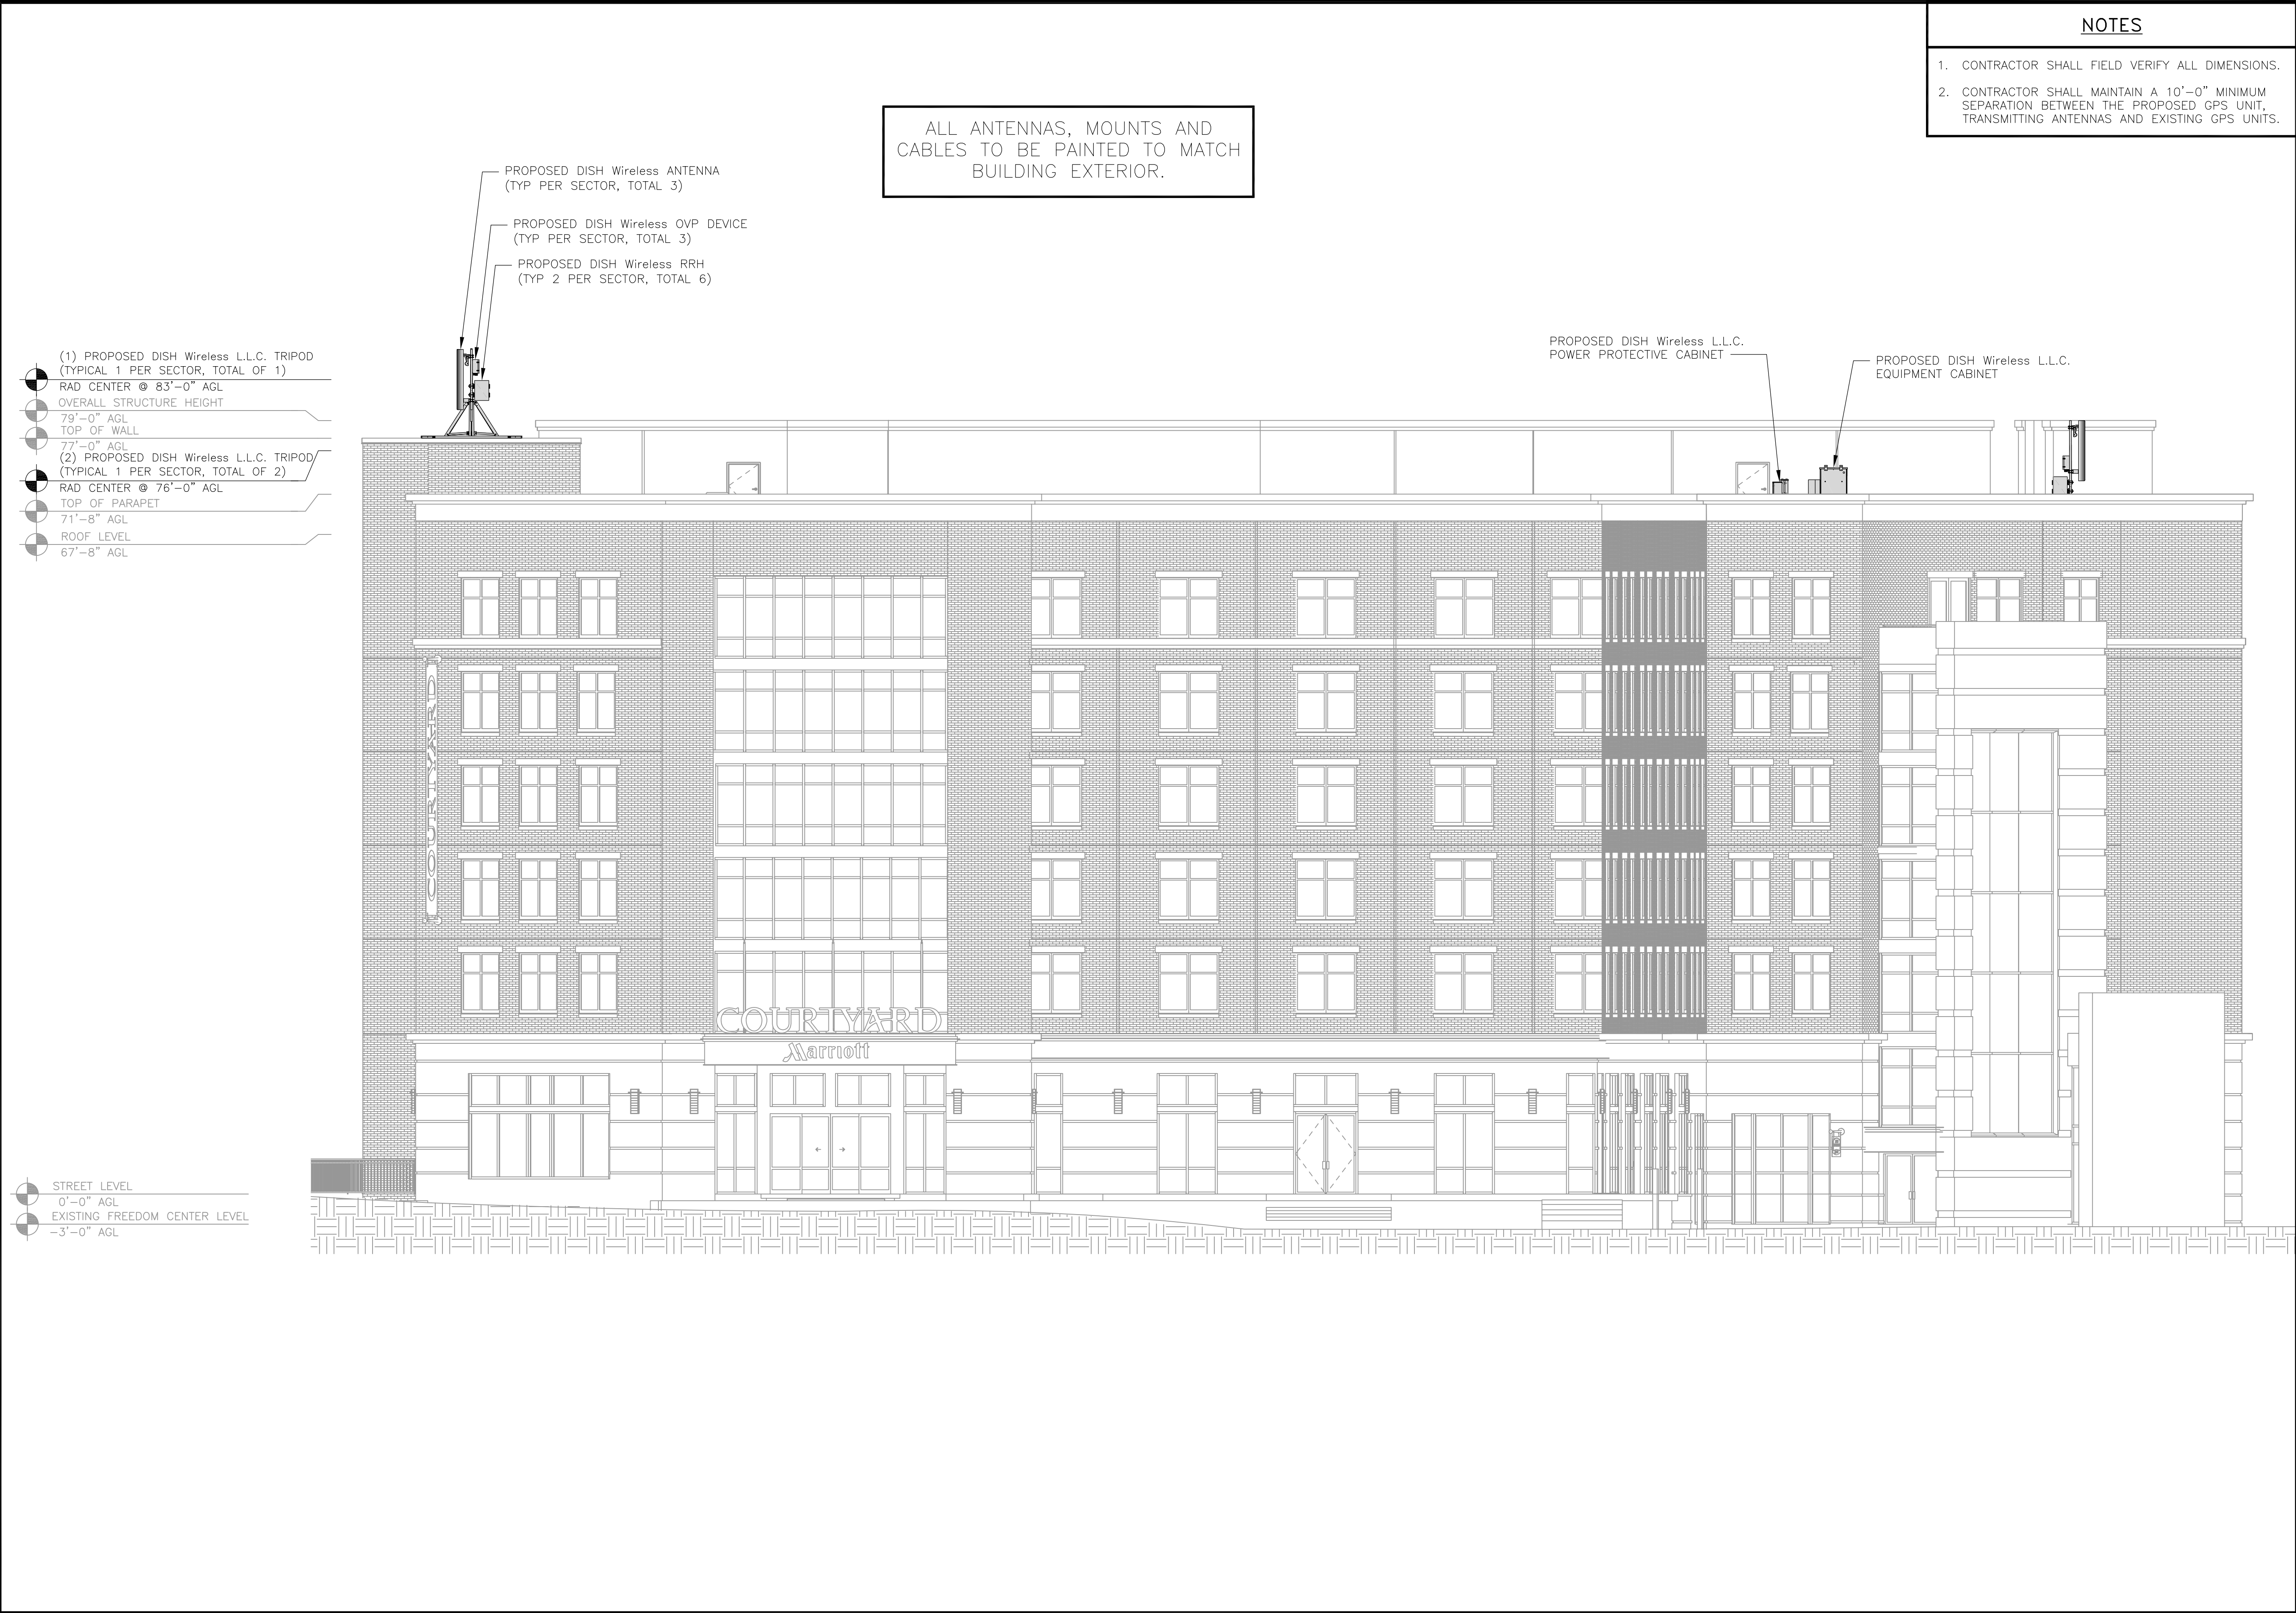 NOTES
1. CONTRACTOR SHALL FIELD VERIFY ALL DIMENSIONS.
2. CONTRACTOR SHALL MAINTAIN A 10'-0" MINIMUM
SEPARATION BETWEEN THE PROPOSED GPS UNIT,
TRANSMITTING ANTENNAS AND EXISTING GPS UNITS.
ALL ANTENNAS, MOUNTS AND
CABLES TO BE PAINTED TO MATCH
BUILDING EXTERIOR.
PROPOSED DISH Wireless ANTENNA
(TYP PER SECTOR, TOTAL 3)
PROPOSED DISH Wireless OVP DEVICE
(TYP PER SECTOR, TOTAL 3)
PROPOSED DISH Wireless RRH
(TYP 2 PER SECTOR, TOTAL 6)
PROPOSED DISH Wireless L.L.C.
POWER PROTECTIVE CABINET
PROPOSED DISH Wireless L.L.C.
EQUIPMENT CABINET
(1) PROPOSED DISH Wireless L.L.C. TRIPOD
(TYPICAL 1 PER SECTOR, TOTAL OF 1)
RAD CENTER @ 83'-0" AGL
OVERALL STRUCTURE HEIGHT
79'-0" AGL
TOP OF WALL
77'-0" AGL
(2) PROPOSED DISH Wireless L.L.C. TRIPOD
(TYPICAL 1 PER SECTOR, TOTAL OF 2)
RAD CENTER @ 76'-0" AGL
TOP OF PARAPET
71'-8" AGL
ROOF LEVEL
67'-8" AGL
COURTYARD
COURTYARD
Marriott
STREET LEVEL
0'-0" AGL
EXISTING FREEDOM CENTER LEVEL
-3'-0" AGL